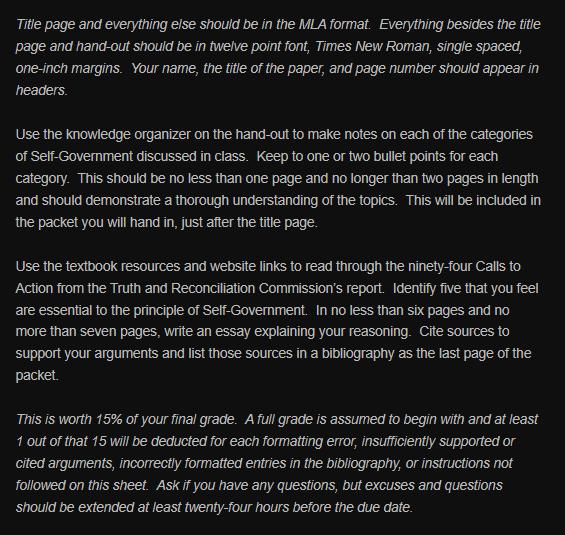 Title page and everything else should be in the MLA format.  Everything besides the title
page and hand-out should be in twelve point font, Times New Roman, single spaced,
one-inch margins.  Your name, the title of the paper, and page number should appear in
headers.
Use the knowledge organizer on the hand-out to make notes on each of the categories
of Self-Government discussed in class.  Keep to one or two bullet points for each
category.  This should be no less than one page and no longer than two pages in length
and should demonstrate a thorough understanding of the topics.  This will be included in
the packet you will hand in, just after the title page.
Use the textbook resources and website links to read through the ninety-four Calls to
Action from the Truth and Reconciliation Commission's report.  Identify five that you feel
are essential to the principle of Self-Government.  In no less than six pages and no
more than seven pages, write an essay explaining your reasoning.  Cite sources to
support your arguments and list those sources in a bibliography as the last page of the
packet.
This is worth 15% of your final grade.  A full grade is assumed to begin with and at least
1 out of that 15 will be deducted for each formatting error, insufficiently supported or
cited arguments, incorrectly formatted entries in the bibliography, or instructions not
followed on this sheet.  Ask if you have any questions, but excuses and questions
should be extended at least twenty-four hours before the due date.